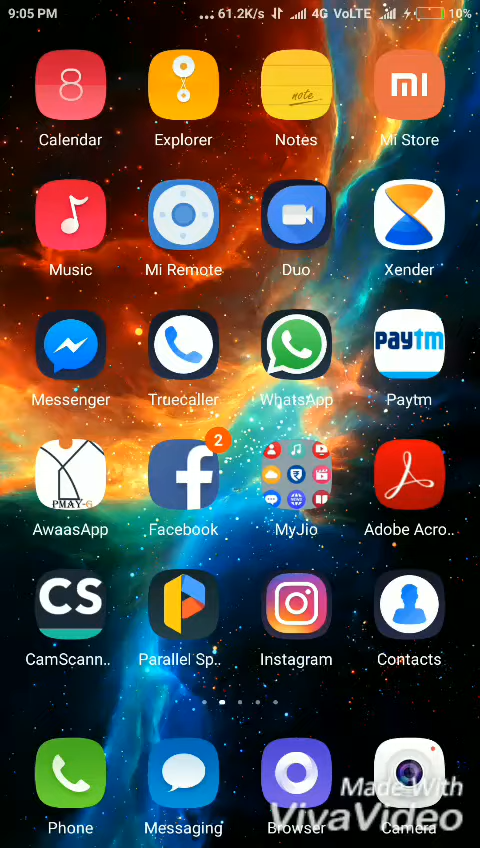 9:05 PM ... 61.2K/s 4G VoLTE 10%
8
note
mi
Calendar Explorer Notes Mi Store
Music Mi Remote Duo Xender
paytm
Messenger Truecaller WhatsApp Paytm
PMAY-G
2
f
AwaasApp Facebook MyJio Adobe Acro..
CS
CamScann.. Parallel Sp.. Instagram Contacts
Made With
VivaVideo
Phone Messaging Browser Camera